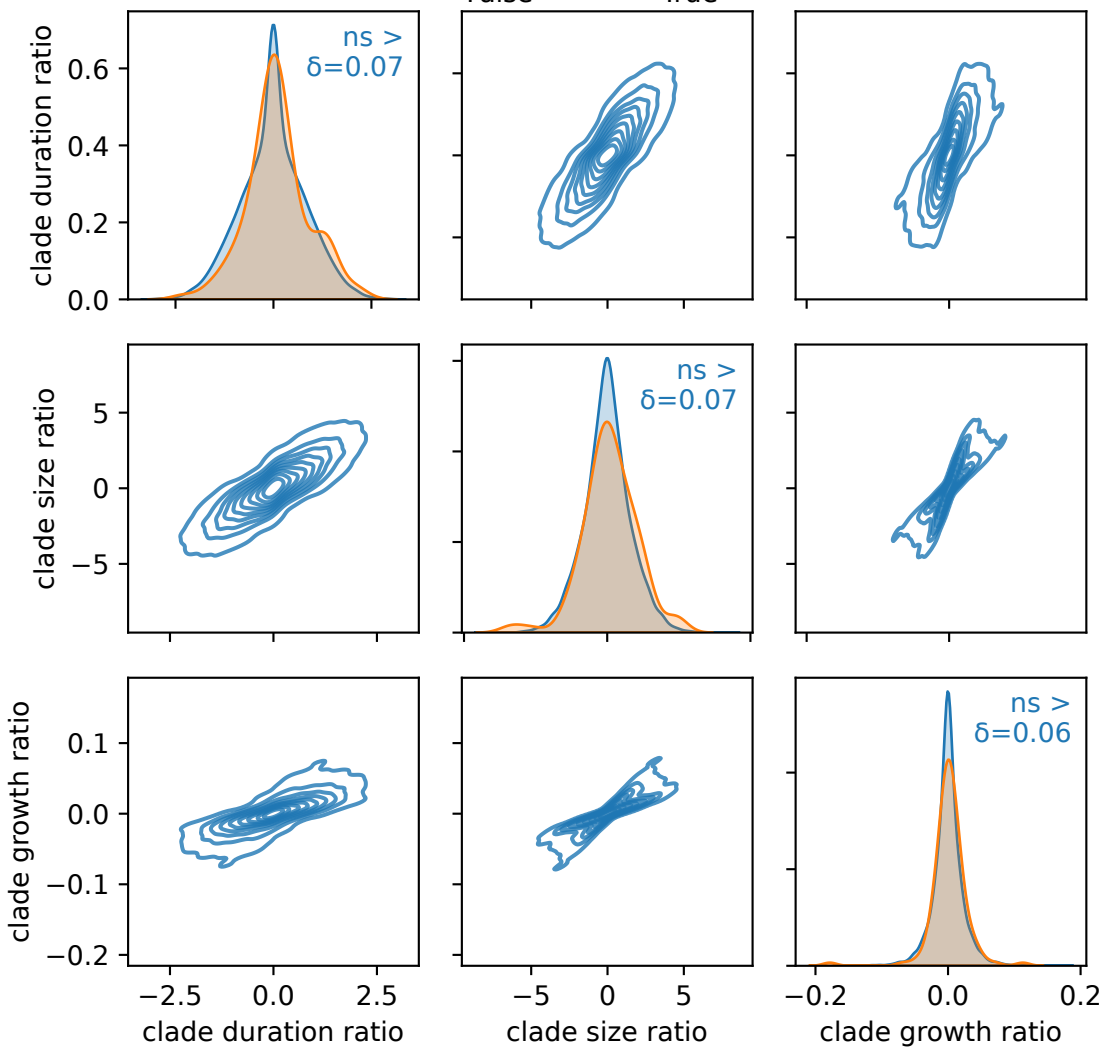 True
clade duration ratio
0.6
0.4
0.2
0.0
ns >
δ=0.07
clade size ratio
5
0
−5
ns >
δ=0.07
clade growth ratio
0.1
0.0
−0.1
−0.2
ns >
δ=0.06
−2.5 0.0 2.5
−5 0 5
−0.2 0.0 0.2
clade duration ratio
clade size ratio
clade growth ratio